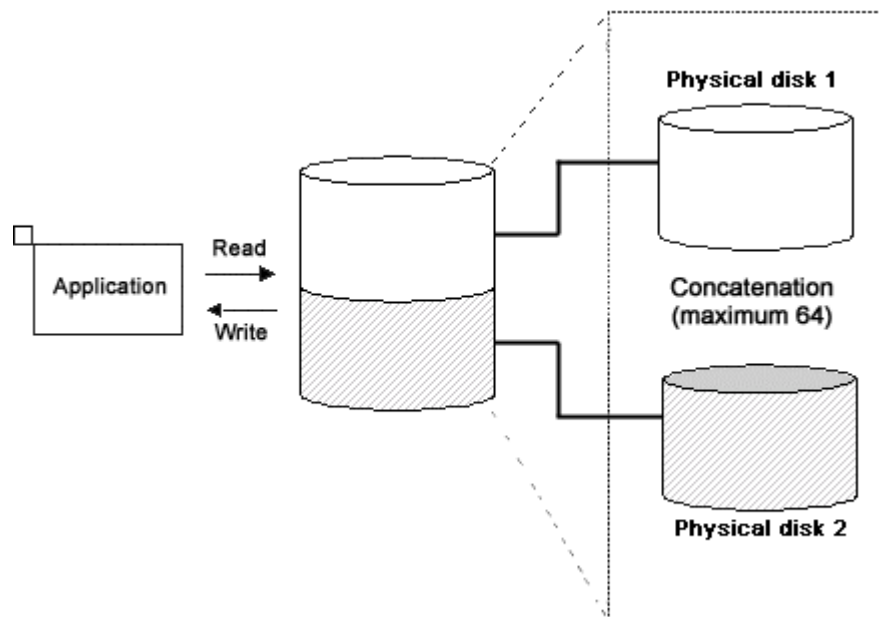 Physical disk 1
Read
Application
Write
Concatenation
(maximum 64)
Physical disk 2